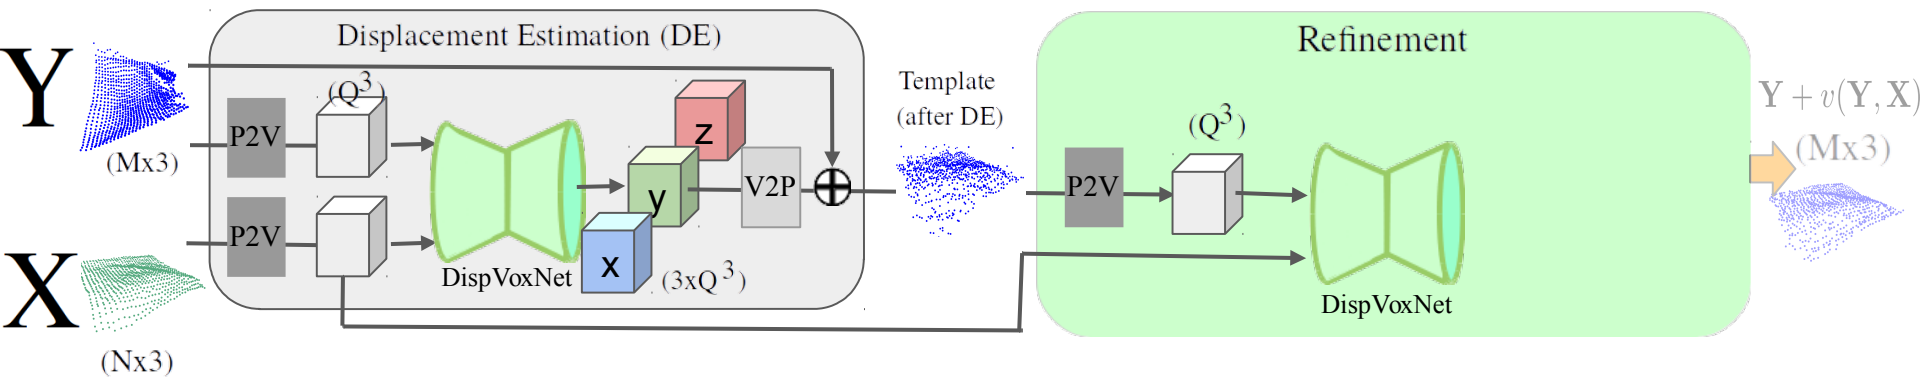 Displacement Estimation (DE)
Y
(Mx3)
P2V
(Q³)
X
(Nx3)
P2V
DispVoxNet
z
y
x
(3xQ³)
V2P
Template
(after DE)
Refinement
P2V
(Q³)
DispVoxNet
Y + v(Y, X)
(Mx3)